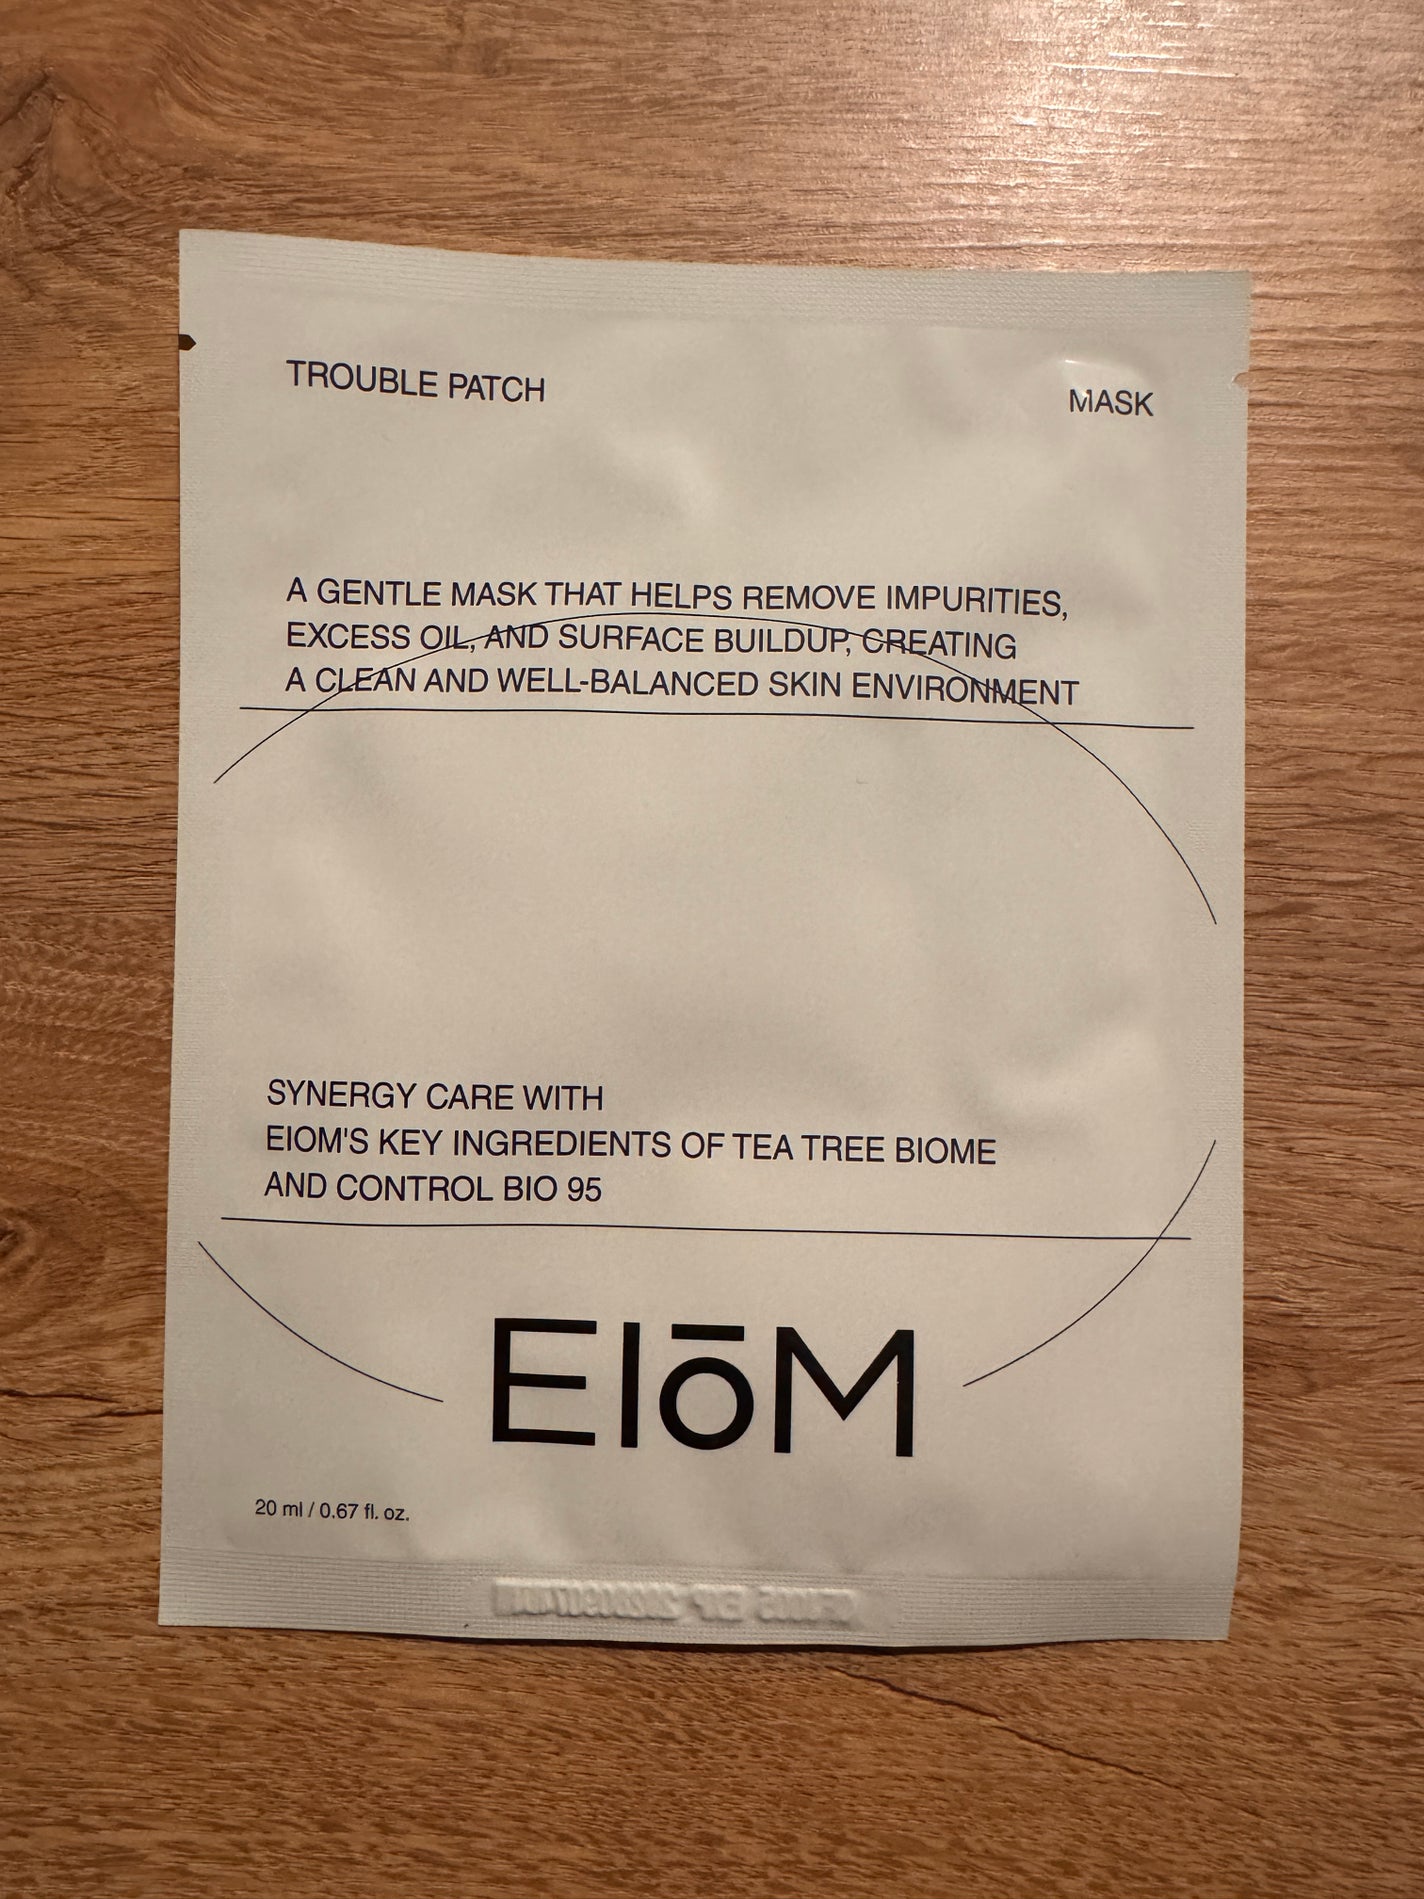 TROUBLE PATCH
MASK
A GENTLE MASK THAT HELPS REMOVE IMPURITIES,
EXCESS OIL, AND SURFACE BUILDUP, CREATING
A CLEAN AND WELL-BALANCED SKIN ENVIRONMENT
SYNERGY CARE WITH
EIOM'S KEY INGREDIENTS OF TEA TREE BIOME
AND CONTROL BIO 95
EIōM
20 ml / 0.67 fl. oz.